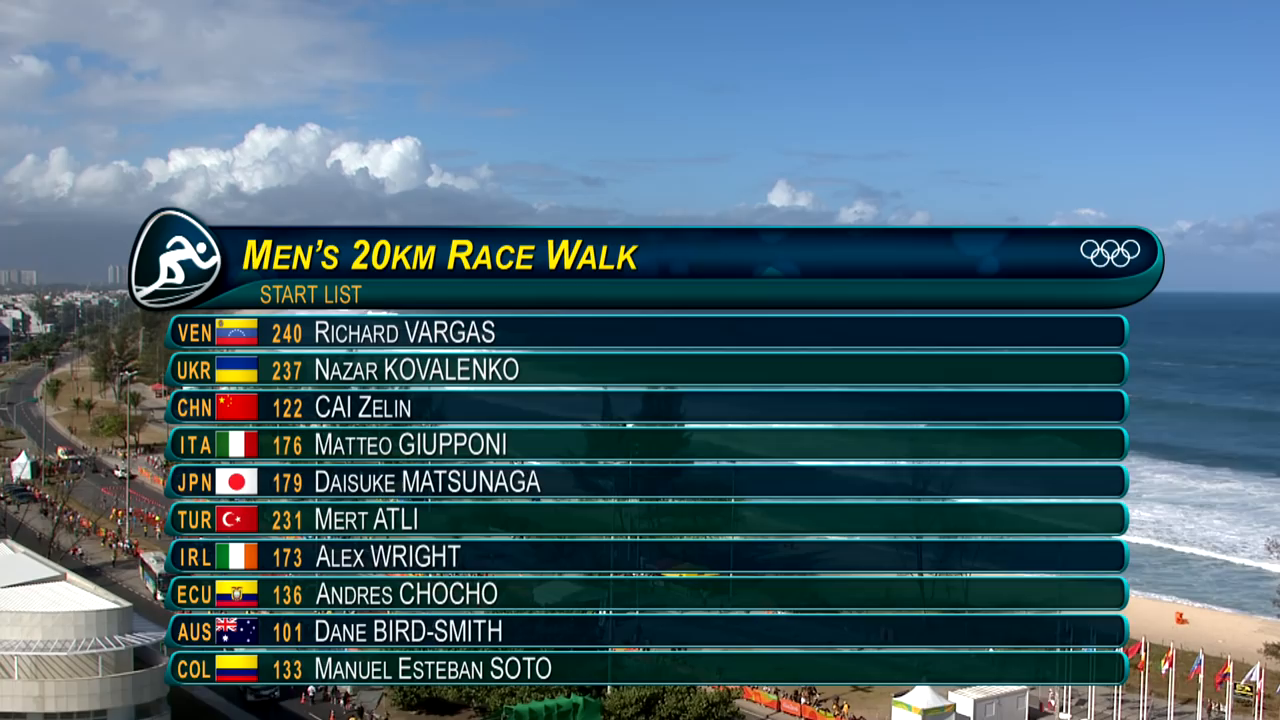 MEN'S 20KM RACE WALK
START LIST
VEN 240 RICHARD VARGAS
UKR 237 NAZAR KOVALENKO
CHN 122 CAI ZELIN
ITA 176 MATTEO GIUPPONI
JPN 179 DAISUKE MATSUNAGA
TUR 231 MERT ATLI
IRL 173 ALEX WRIGHT
ECU 136 ANDRES CHOCHO
AUS 101 DANE BIRD-SMITH
COL 133 MANUEL ESTEBAN SOTO